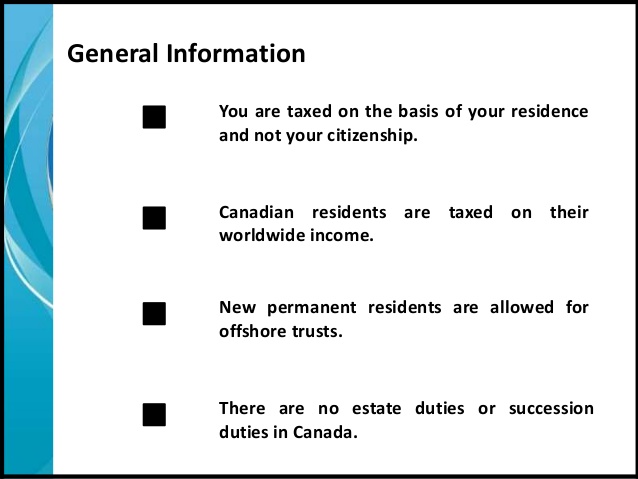 General Information
You are taxed on the basis of your residence
and not your citizenship.
Canadian residents are taxed on their
worldwide income.
New permanent residents are allowed for
offshore trusts.
There are no estate duties or succession
duties in Canada.